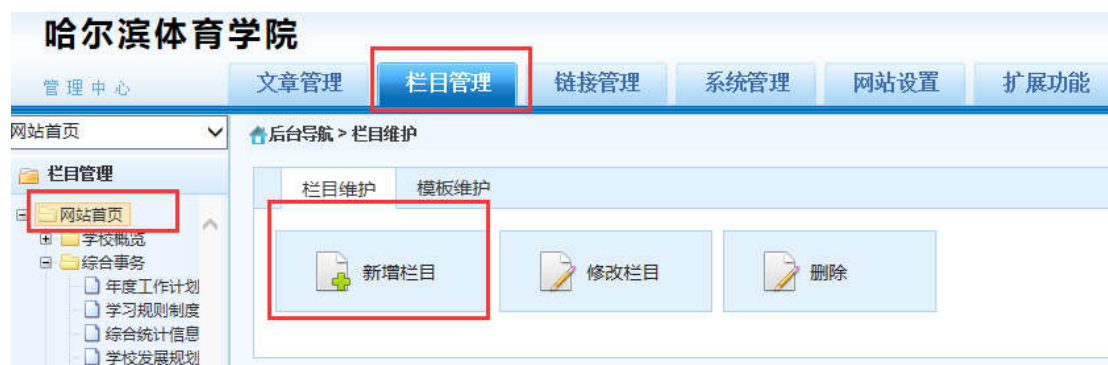 哈尔滨体育学院
管理中心
文章管理 栏目管理 链接管理 系统管理 网站设置 扩展功能
网站首页
后台导航 > 栏目维护
栏目管理
栏目维护 模板维护
网站首页
学校概览
综合事务
年度工作计划
学习规则制度
综合统计信息
学校发展规划
新增栏目 修改栏目 删除